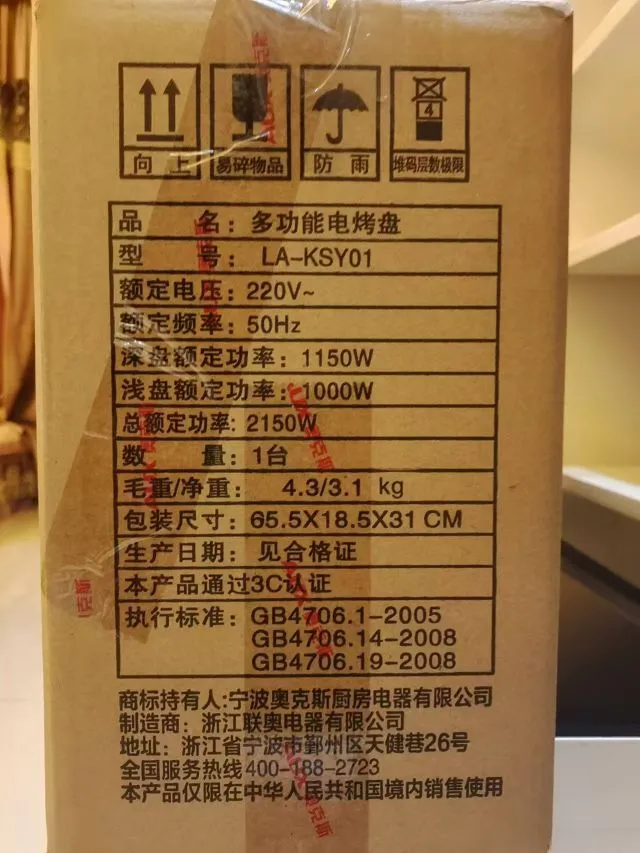 向上 易碎物品 防雨 4 堆码层数极限
品名：多功能电烤盘
型号：LA-KSY01
额定电压：220V~
额定频率：50Hz
深盘额定功率：1150W
浅盘额定功率：1000W
总额定功率：2150W
数量：1台
毛重/净重：4.3/3.1 kg
包装尺寸：65.5X18.5X31 CM
生产日期：见合格证
本产品通过3C认证
执行标准：GB4706.1-2005
GB4706.14-2008
GB4706.19-2008
商标持有人:宁波奥克斯厨房电器有限公司
制造商：浙江联奥电器有限公司
地址：浙江省宁波市鄞州区天健巷26号
全国服务热线400-188-2723
本产品仅限在中华人民共和国境内销售使用